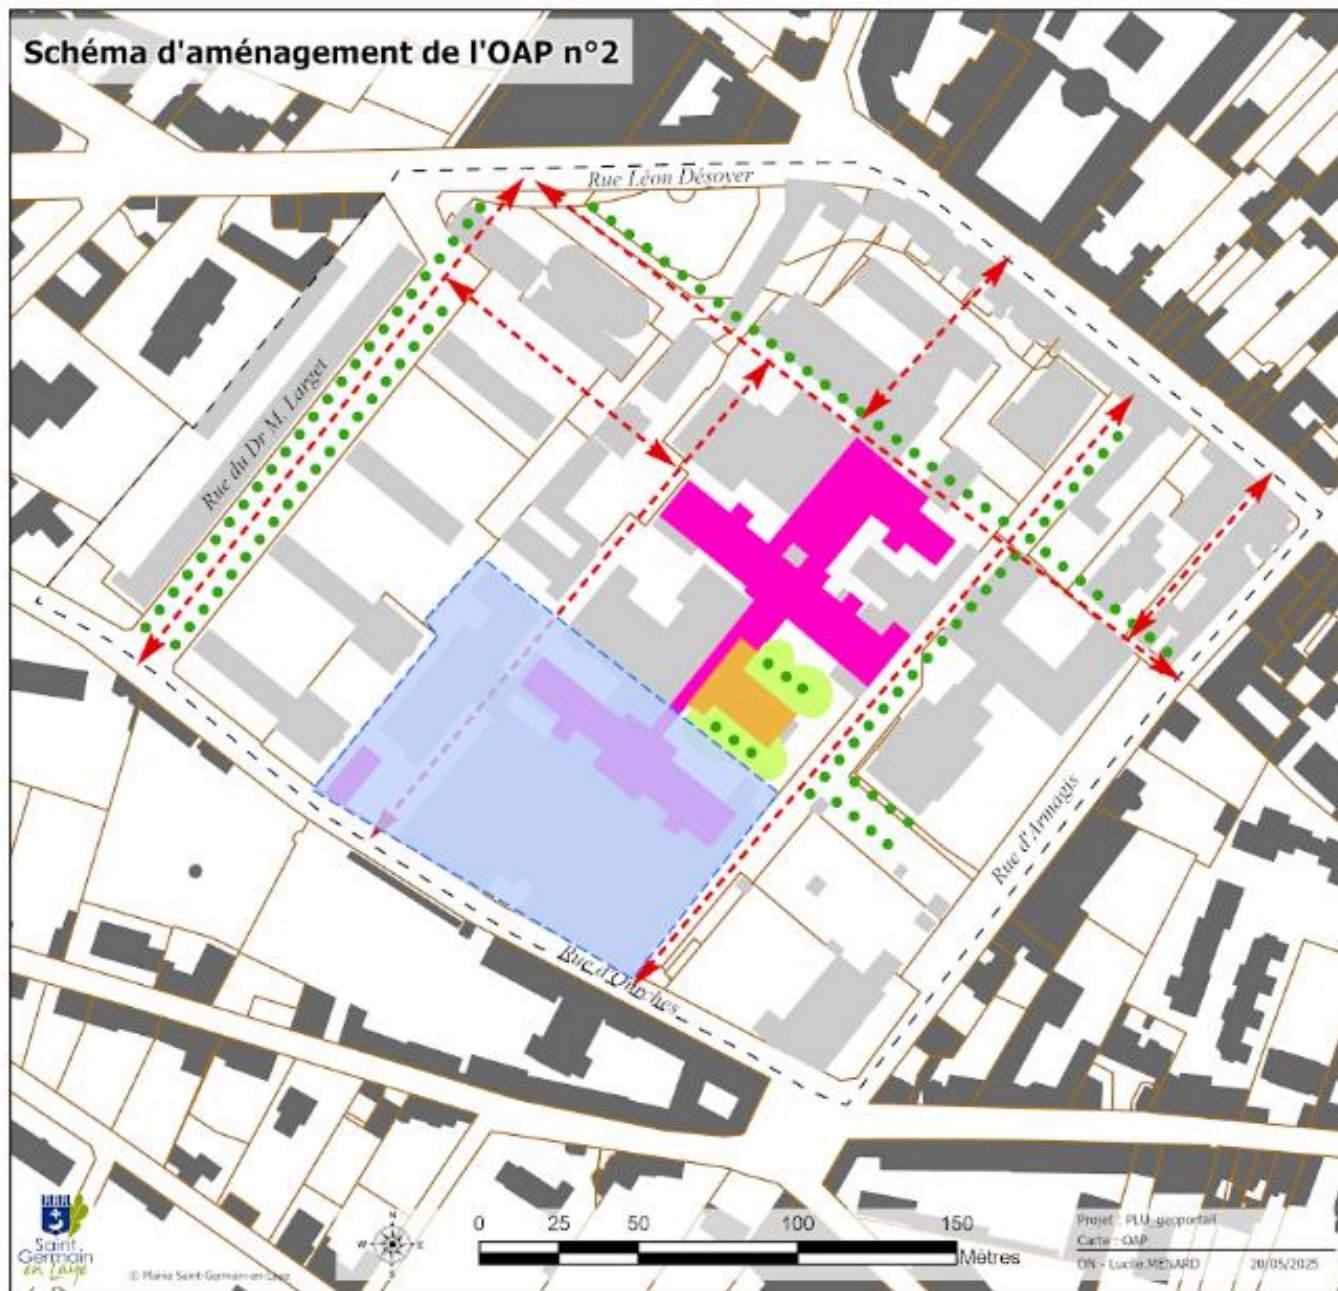 Schéma d'aménagement de l'OAP n°2
Rue Léon Désoyer
Rue du Dr M. Larget
Rue d'Armagis
Rue d'Ourches
N
W E
S
0 25 50 100 150
Mètres
Saint
Germain
en Laye
© Mairie Saint-Germain-en-Laye
Projet : PLU_geoportail
Carte : OAP
DN - Lucile MENARD 20/05/2025